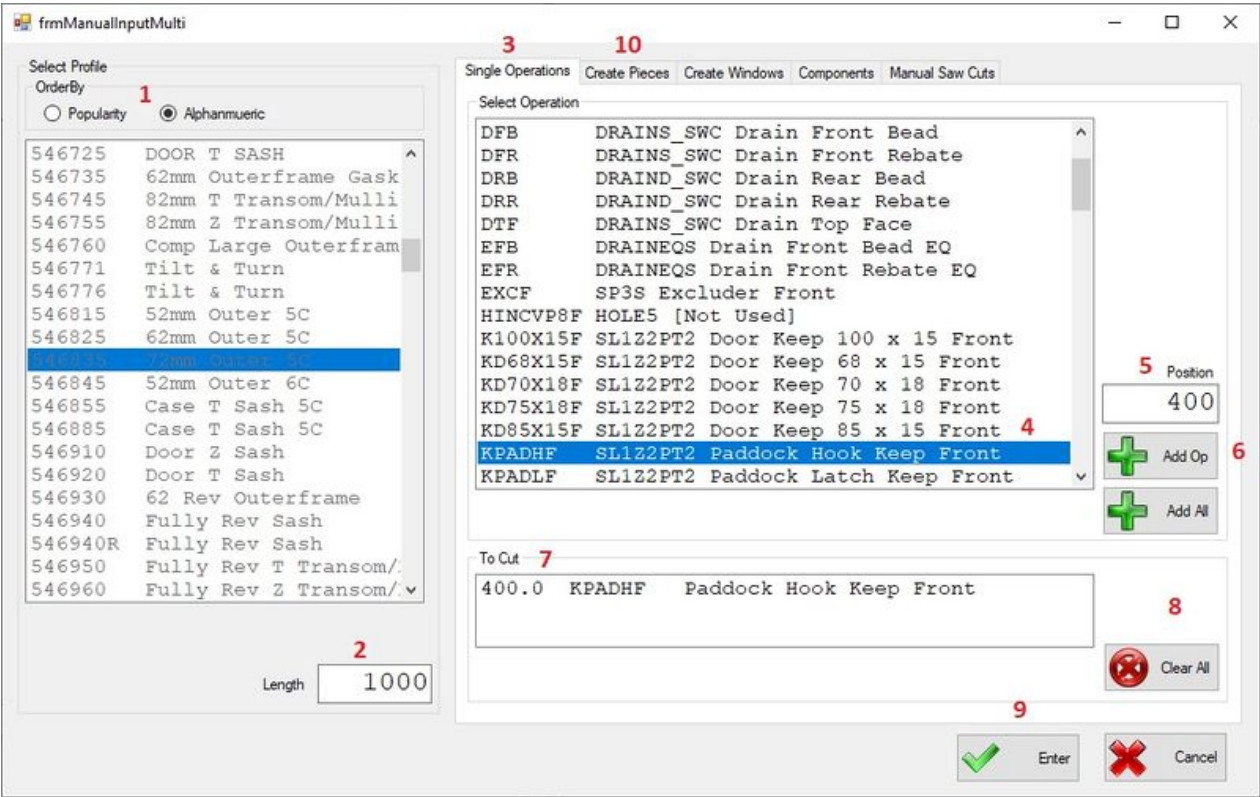 frmManualInputMulti
Select Profile
OrderBy
1
Popularity
Alphanmueric
546725 DOOR T SASH
546735 62mm Outerframe Gask
546745 82mm T Transom/Mulli
546755 82mm Z Transom/Mulli
546760 Comp Large Outerfram
546771 Tilt & Turn
546776 Tilt & Turn
546815 52mm Outer 5C
546825 62mm Outer 5C
546835 72mm Outer 5C
546845 52mm Outer 6C
546855 Case T Sash 5C
546885 Case T Sash 5C
546910 Door Z Sash
546920 Door T Sash
546930 62 Rev Outerframe
546940 Fully Rev Sash
546940R Fully Rev Sash
546950 Fully Rev T Transom/
546960 Fully Rev Z Transom/
2
Length 1000
3 10
Single Operations Create Pieces Create Windows Components Manual Saw Cuts
Select Operation
DFB DRAINS_SWC Drain Front Bead
DFR DRAINS_SWC Drain Front Rebate
DRB DRAIND_SWC Drain Rear Bead
DRR DRAIND_SWC Drain Rear Rebate
DTF DRAINS_SWC Drain Top Face
EFB DRAINEQS Drain Front Bead EQ
EFR DRAINEQS Drain Front Rebate EQ
EXCF SP3S Excluder Front
HINCVP8F HOLE5 [Not Used]
K100X15F SL1Z2PT2 Door Keep 100 x 15 Front
KD68X15F SL1Z2PT2 Door Keep 68 x 15 Front
KD70X18F SL1Z2PT2 Door Keep 70 x 18 Front
KD75X18F SL1Z2PT2 Door Keep 75 x 18 Front
KD85X15F SL1Z2PT2 Door Keep 85 x 15 Front
4
KPADHF SL1Z2PT2 Paddock Hook Keep Front
KPADLF SL1Z2PT2 Paddock Latch Keep Front
5 Position
400
Add Op 6
Add All
To Cut 7
400.0 KPADHF Paddock Hook Keep Front
8
Clear All
9
Enter
Cancel